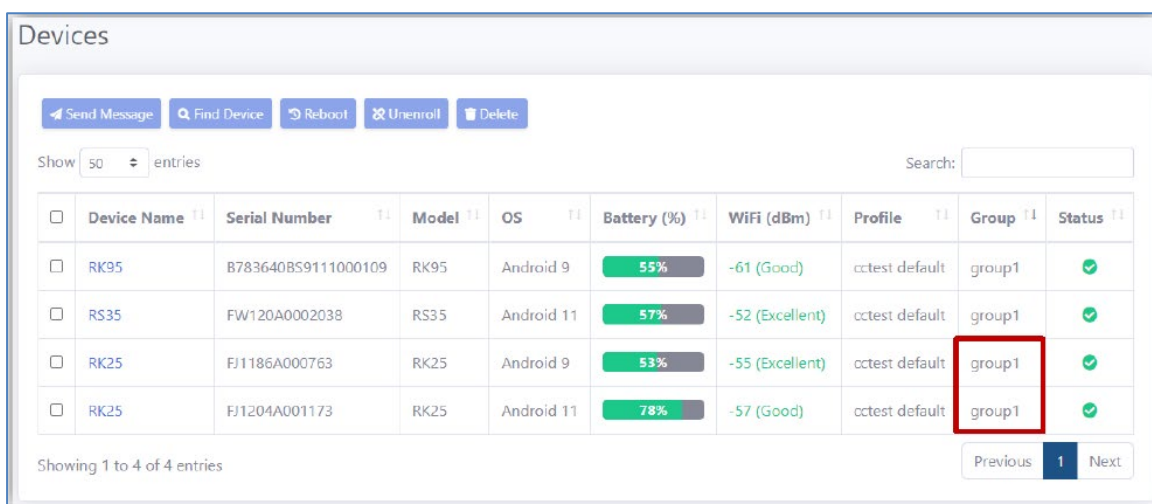 Devices
Send Message Find Device Reboot Unenroll Delete
Show 50 entries Search:
Device Name Serial Number Model OS Battery (%) WiFi (dBm) Profile Group Status
RK95 B783640BS9111000109 RK95 Android 9 55% -61 (Good) cctest default group1
RS35 FW120A0002038 RS35 Android 11 57% -52 (Excellent) cctest default group1
RK25 FJ1186A000763 RK25 Android 9 53% -55 (Excellent) cctest default group1
RK25 FJ1204A001173 RK25 Android 11 78% -57 (Good) cctest default group1
Showing 1 to 4 of 4 entries Previous 1 Next